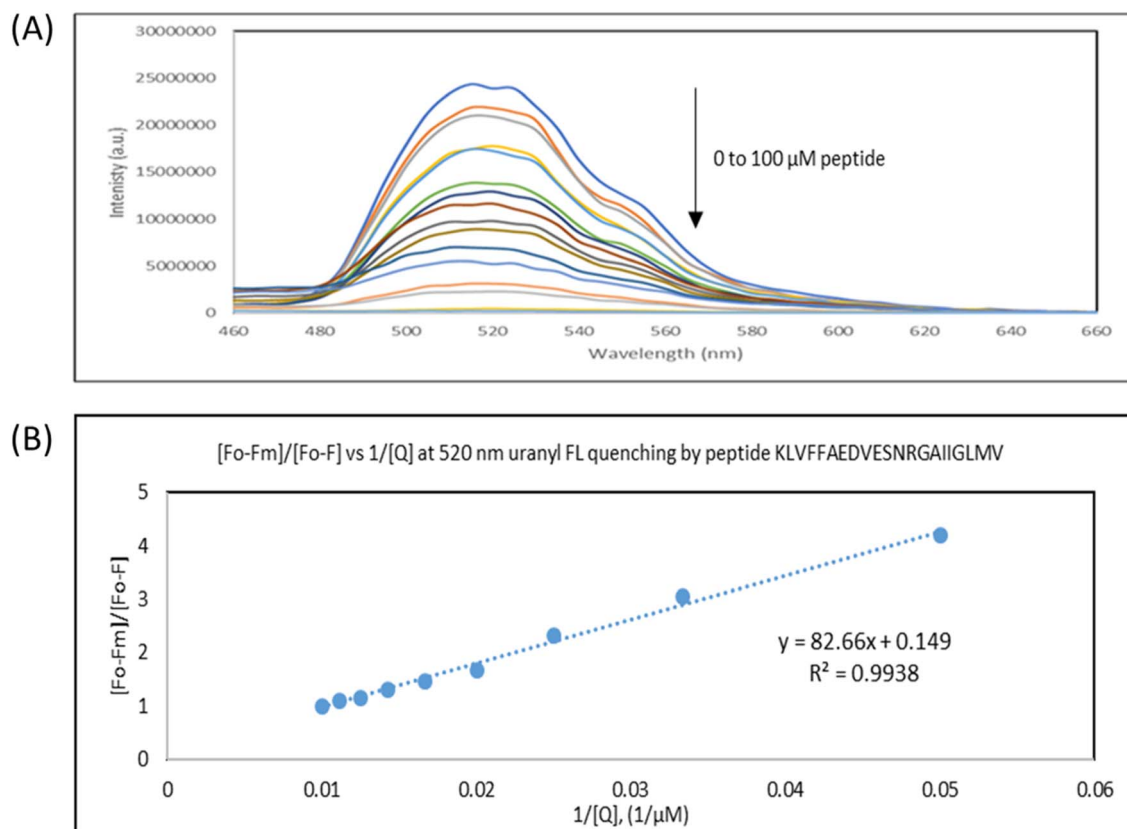 (A)
30000000
25000000
20000000
15000000
10000000
5000000
0
Intenisty (a.u.)
0 to 100 μM peptide
460 480 500 520 540 560 580 600 620 640 660
Wavelength (nm)
(B)
[Fo-Fm]/[Fo-F] vs 1/[Q] at 520 nm uranyl FL quenching by peptide KLVFFAEDVESNRGAIIGLMV
5
4
3
2
1
0
[Fo-Fm]/[Fo-F]
y = 82.66x + 0.149
R² = 0.9938
0 0.01 0.02 0.03 0.04 0.05 0.06
1/[Q], (1/μM)